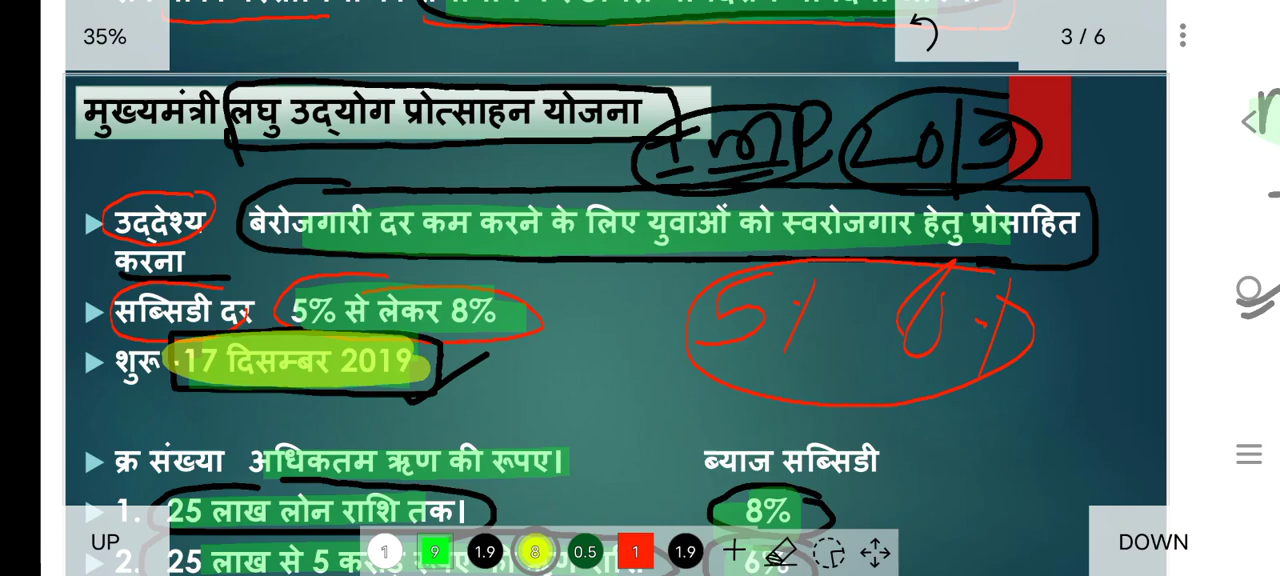 35%
3 / 6
मुख्यमंत्री लघु उद्योग प्रोत्साहन योजना
Imp 2019
उद्देश्य बेरोजगारी दर कम करने के लिए युवाओं को स्वरोजगार हेतु प्रोसाहित
करना
सब्सिडी दर 5% से लेकर 8%
5% 8%
शुरू -17 दिसम्बर 2019
क्र संख्या अधिकतम ऋण की रूपए। ब्याज सब्सिडी
1. 25 लाख लोन राशि तक। 8%
2. 25 लाख से 5 6%
UP
1 9 1.9 8 0.5 1 1.9
DOWN